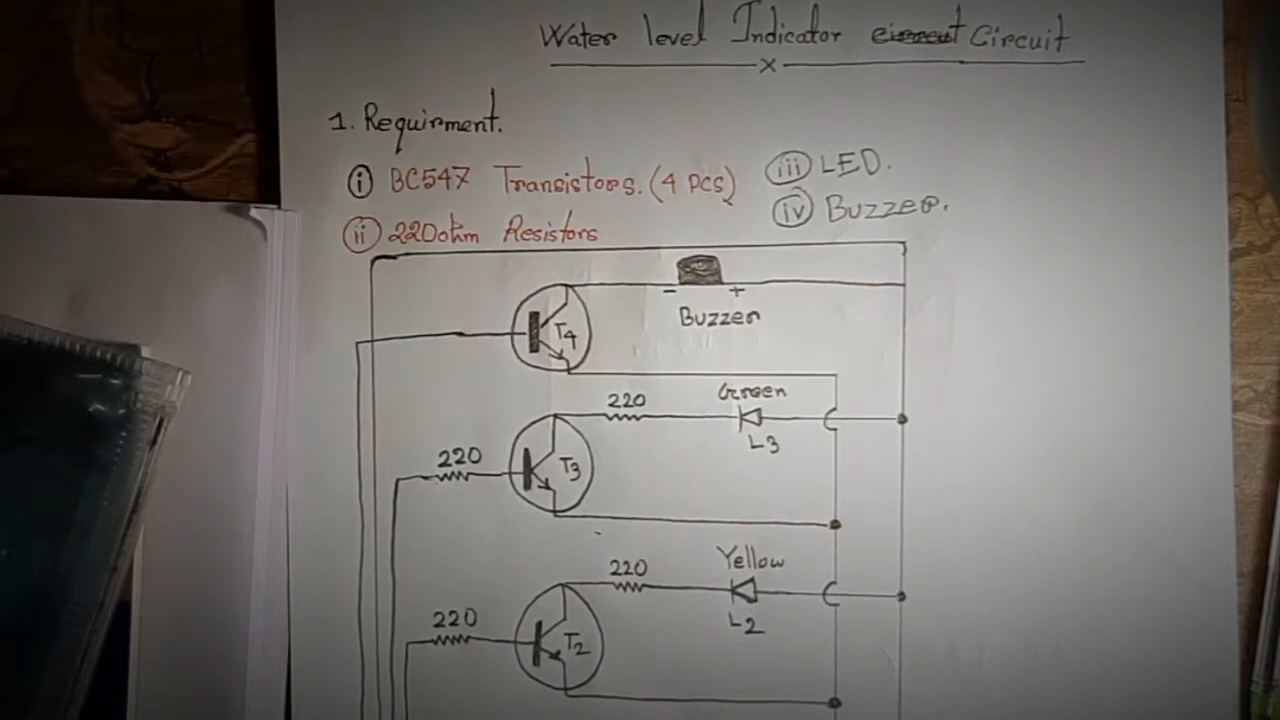 Water level Indicator Circuit
x
1. Requirment.
i BC547 Transistors. (4 pcs)
iii LED.
ii 220ohm Resistors
iv Buzzer.
T4
- +
Buzzer
220
Green
L3
220
T3
220
Yellow
L2
220
T2